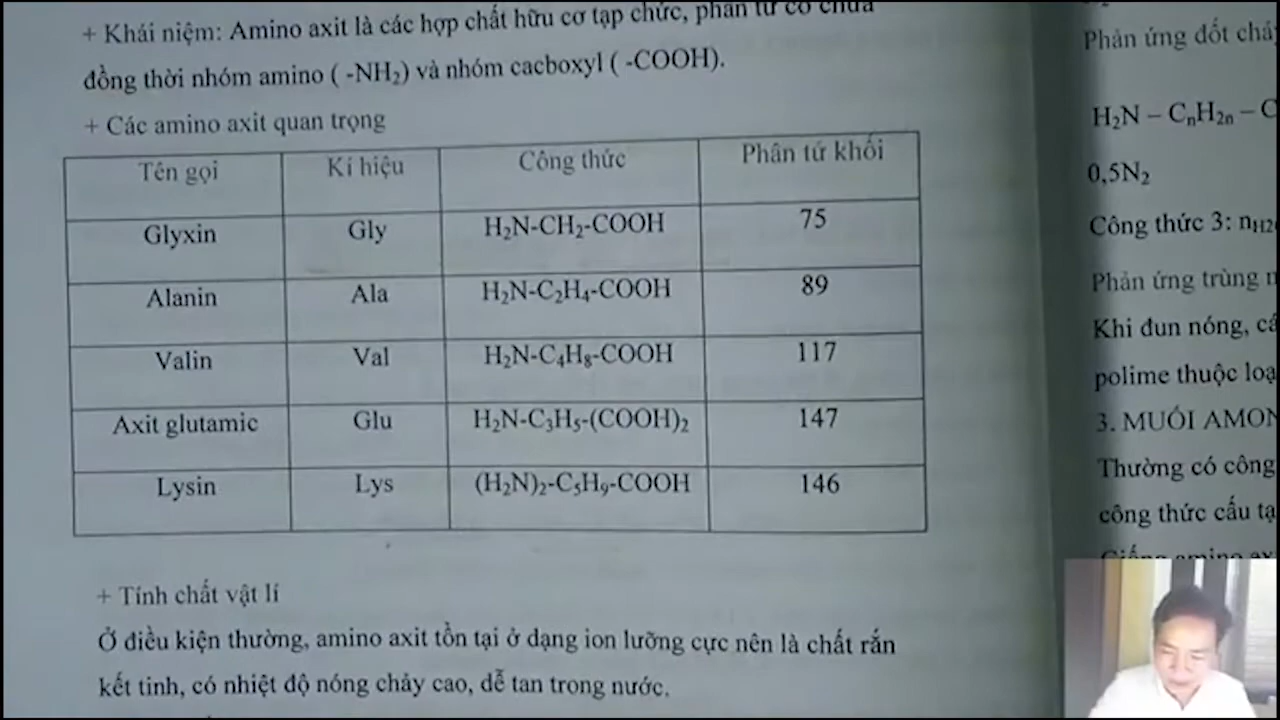 + Khái niệm: Amino axit là các hợp chất hữu cơ tạp chức, phân tử có chứa
đồng thời nhóm amino ( -NH₂) và nhóm cacboxyl ( -COOH).
+ Các amino axit quan trọng
Tên gọi Kí hiệu Công thức Phân tử khối
Glyxin Gly H₂N-CH₂-COOH 75
Alanin Ala H₂N-C₂H₄-COOH 89
Valin Val H₂N-C₄H₈-COOH 117
Axit glutamic Glu H₂N-C₃H₅-(COOH)₂ 147
Lysin Lys (H₂N)₂-C₅H₉-COOH 146
+ Tính chất vật lí
Ở điều kiện thường, amino axit tồn tại ở dạng ion lưỡng cực nên là chất rắn
kết tinh, có nhiệt độ nóng chảy cao, dễ tan trong nước.
Phản ứng đốt
H₂N – CₙH₂ₙ –
0,5N₂
Công thức 3:
Phản ứng trùng
Khi đun nóng,
polime thuộc
3. MUỐI
Thường có công
công thức cấu
amino